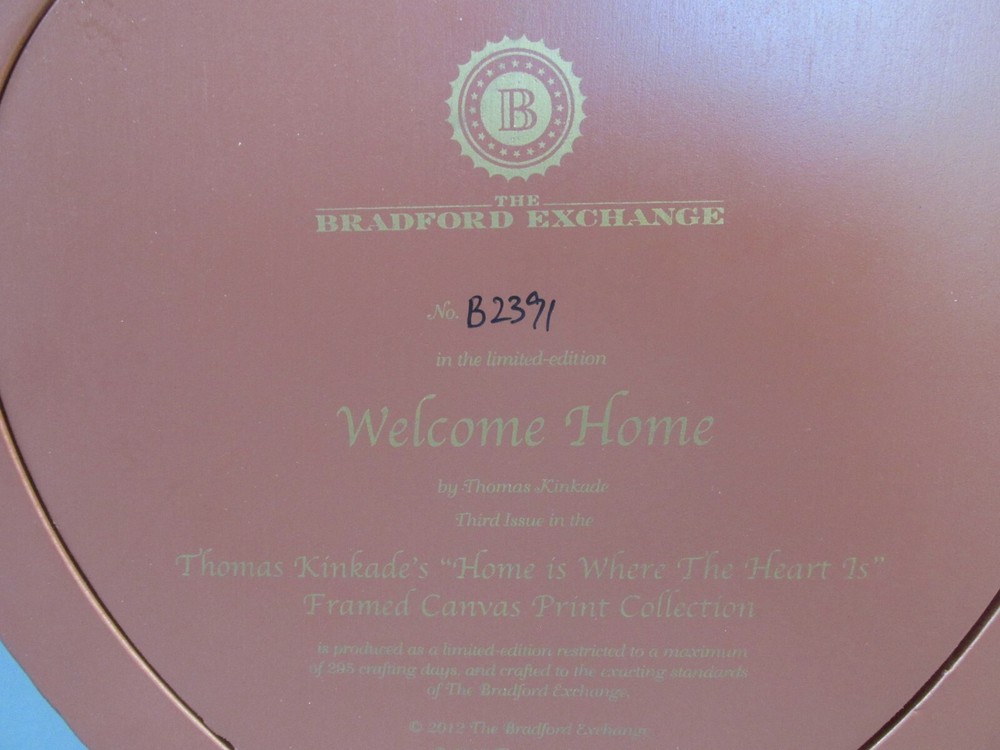 B
THE
BRADFORD EXCHANGE
No. B2391
in the limited-edition
Welcome Home
by Thomas Kinkade
Third Issue in the
Thomas Kinkade's "Home is Where The Heart Is"
Framed Canvas Print Collection
is produced as a limited-edition restricted to a maximum
of 295 crafting days, and crafted to the exacting standards
of The Bradford Exchange.
© 2012 The Bradford Exchange